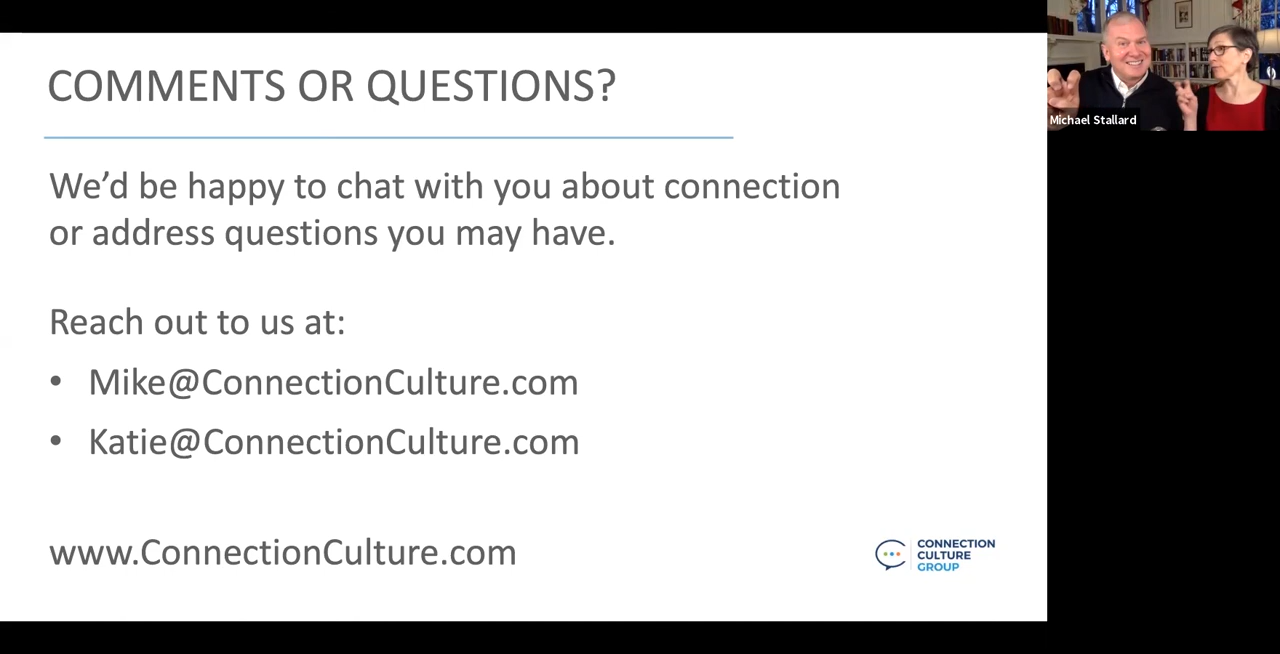 COMMENTS OR QUESTIONS?
We’d be happy to chat with you about connection
or address questions you may have.
Reach out to us at:
• Mike@ConnectionCulture.com
• Katie@ConnectionCulture.com
www.ConnectionCulture.com
CONNECTION
CULTURE
GROUP
Michael Stallard